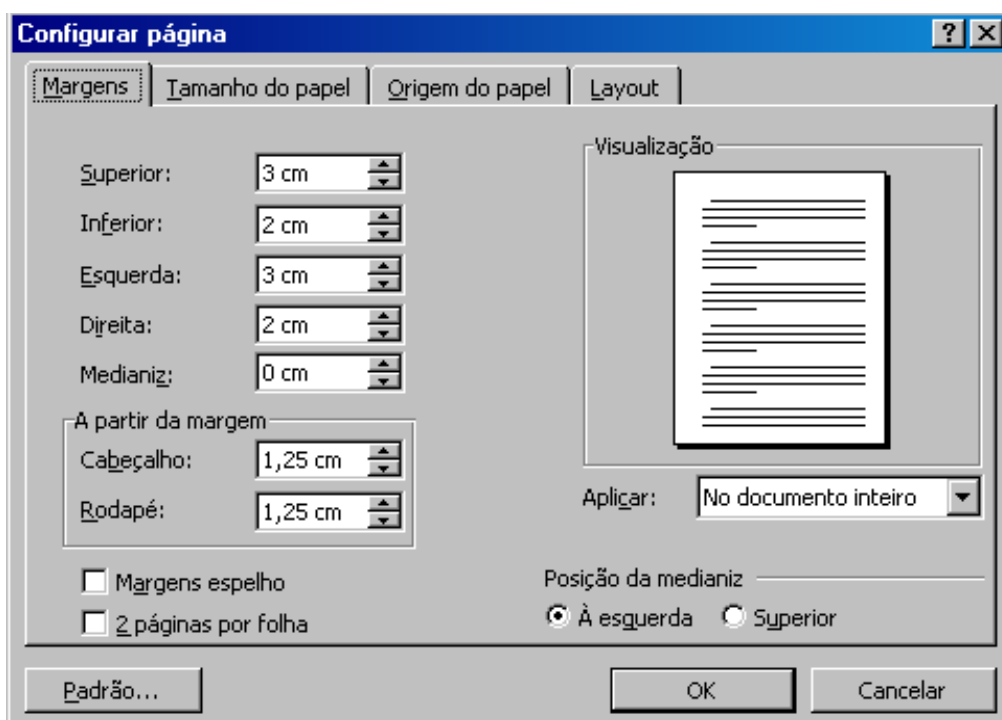 Configurar página
Margens Tamanho do papel Origem do papel Layout
Visualização
Superior: 3 cm
Inferior: 2 cm
Esquerda: 3 cm
Direita: 2 cm
Medianiz: 0 cm
A partir da margem
Cabeçalho: 1,25 cm
Aplicar: No documento inteiro
Rodapé: 1,25 cm
Margens espelho
Posição da medianiz
2 páginas por folha
À esquerda Superior
Padrão... OK Cancelar